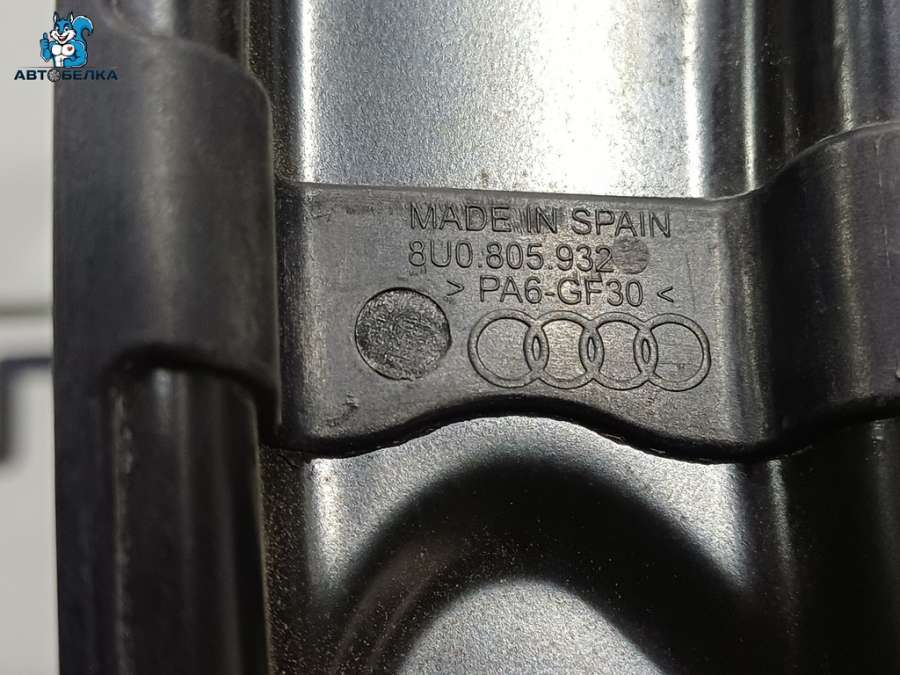 АВТОБЕЛКА
MADE IN SPAIN
8U0.805.932
> PA6-GF30 <